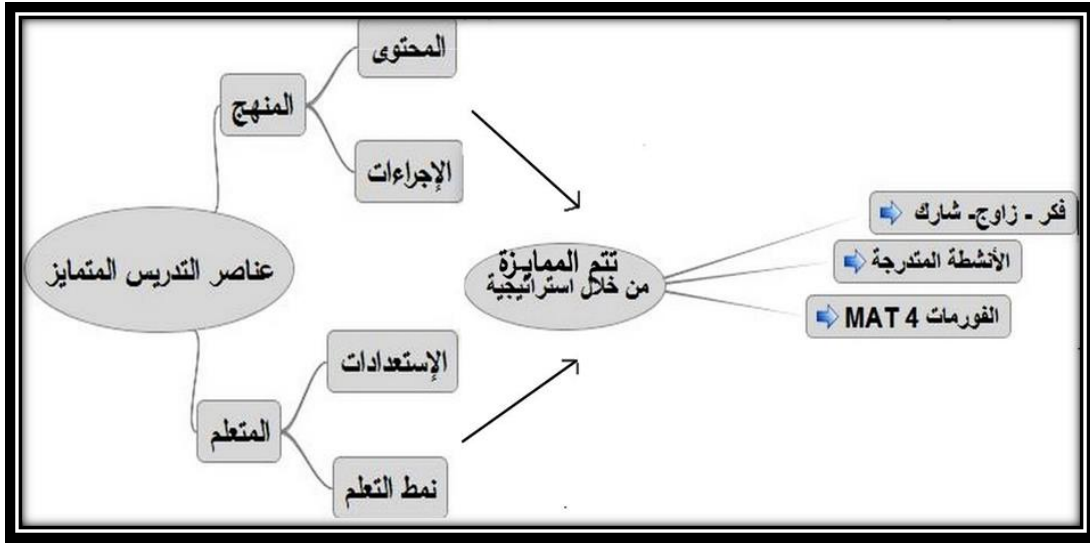 المحتوى
المنهج
الإجراءات
فكر - زاوج- شارك
عناصر التدريس المتمايز
تتم الممايزة
من خلال استراتيجية
الأنشطة المتدرجة
الفورمات 4 MAT
الإستعدادات
المتعلم
نمط التعلم